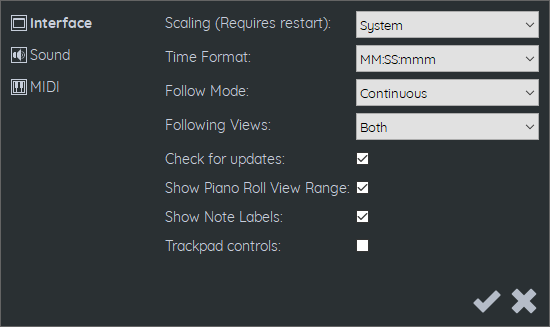 Interface
Sound
MIDI
Scaling (Requires restart): System
Time Format: MM:SS:mmm
Follow Mode: Continuous
Following Views: Both
Check for updates:
Show Piano Roll View Range:
Show Note Labels:
Trackpad controls: